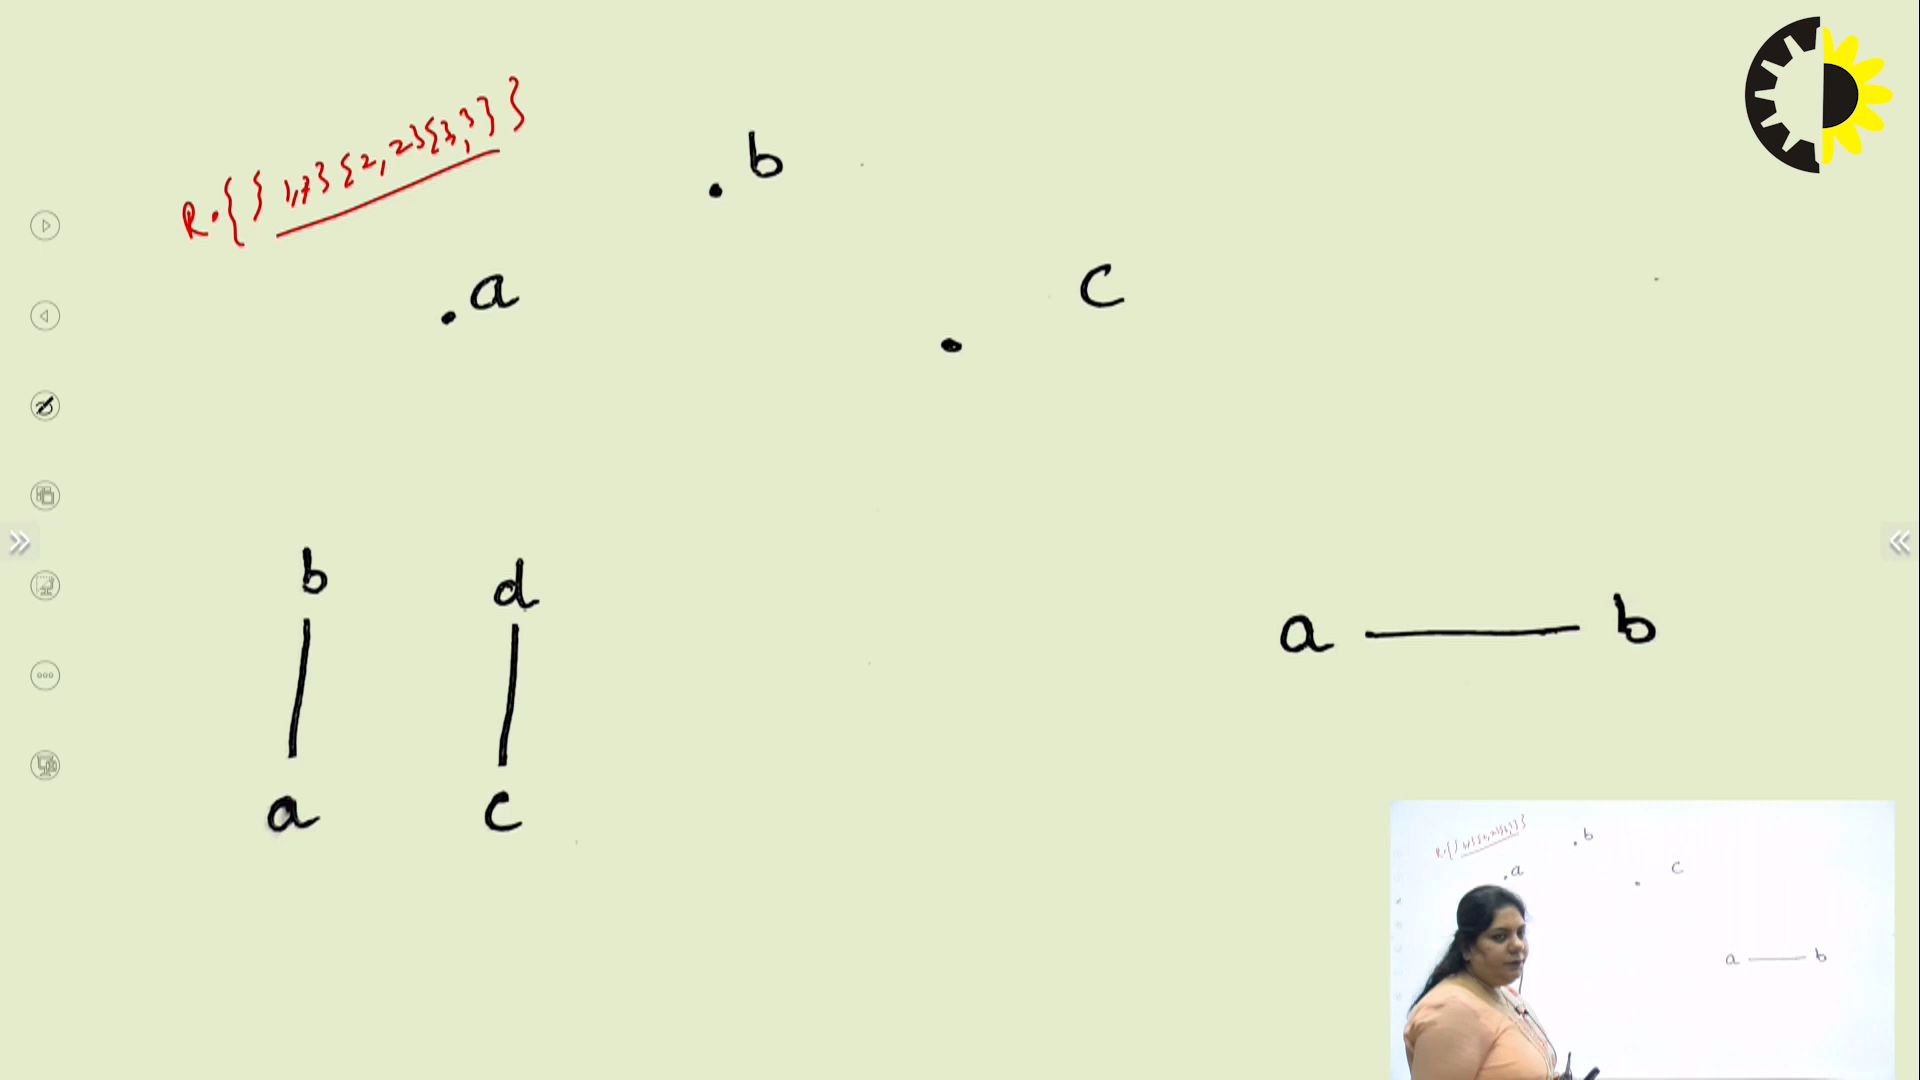 R.{} 1,1}{2,2}{3,3}}
.b
.a
. c
b d
a — b
a c